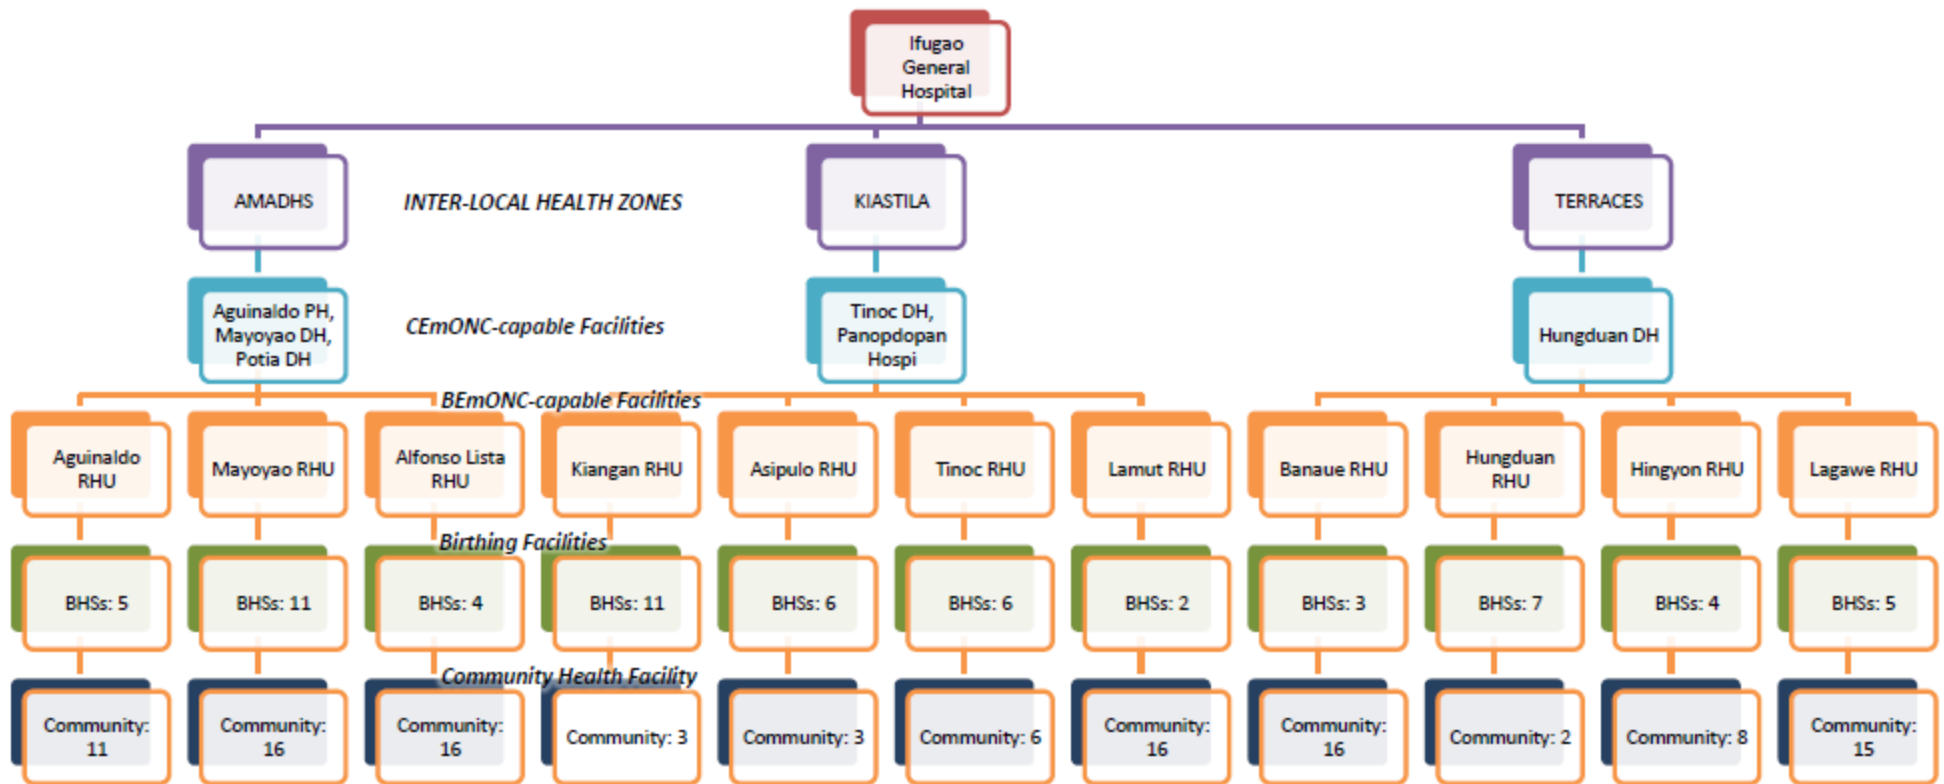 Ifugao
General
Hospital
AMADHS
INTER-LOCAL HEALTH ZONES
KIASTILA
TERRACES
Aguinaldo PH,
Mayoyao DH,
Potia DH
CEmONC-capable Facilities
Tinoc DH,
Panopdopan
Hospi
Hungduan DH
BEmONC-capable Facilities
Aguinaldo
RHU
Mayoyao RHU
Alfonso Lista
RHU
Kiangan RHU
Asipulo RHU
Tinoc RHU
Lamut RHU
Banaue RHU
Hungduan
RHU
Hingyon RHU
Lagawe RHU
Birthing Facilities
BHSs: 5
BHSs: 11
BHSs: 4
BHSs: 11
BHSs: 6
BHSs: 6
BHSs: 2
BHSs: 3
BHSs: 7
BHSs: 4
BHSs: 5
Community Health Facility
Community:
11
Community:
16
Community:
16
Community: 3
Community: 3
Community: 6
Community:
16
Community:
16
Community: 2
Community: 8
Community:
15